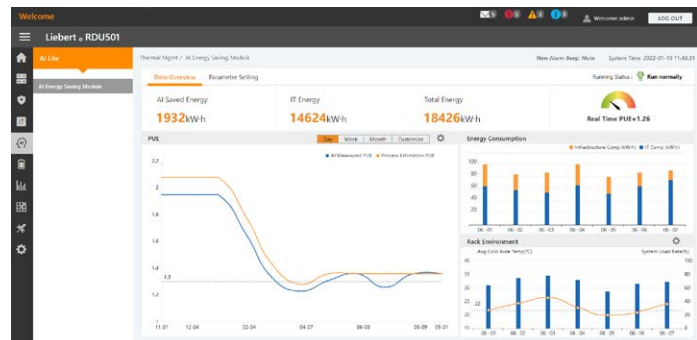 Welcome
5 5 3 3 Welcome admin LOG OUT
Liebert® RDU501
AI Lite
AI Energy Saving Module
Thermal Mgmt / AI Energy Saving Module
New Alarm Beep: Mute System Time: 2022-01-10 11:43:31
Data Overview Parameter Setting
Running Status: Run normally
AI Saved Energy
1932kW·h
IT Energy
14624kW·h
Total Energy
18426kW·h
Real Time PUE=1.26
PUE
Day Week Month Customize
AI Measured PUE Process Estimation PUE
2.2
2
1.8
1.6
1.4
1.3
1.2
1
11-01 12-04 02-04 04-07 06-08 08-09 09-01
Energy Consumption
Infrastructure Comp (kW·h) IT Comp (kW·h)
100
80
60
40
20
06-01 06-02 06-03 06-04 06-05 06-06 06-07
Rack Environment
Avg Cold Aisle Temp(℃) System Load Rate(%)
40 100
35 80
30 60
25 40
22
20 20
15 0
06-01 06-02 06-03 06-04 06-05 06-06 06-07